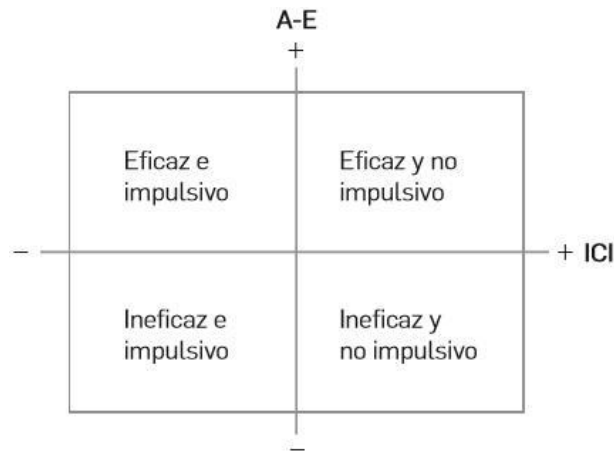 A-E
+
Eficaz e
impulsivo
Eficaz y no
impulsivo
− + ICI
Ineficaz e
impulsivo
Ineficaz y
no impulsivo
−